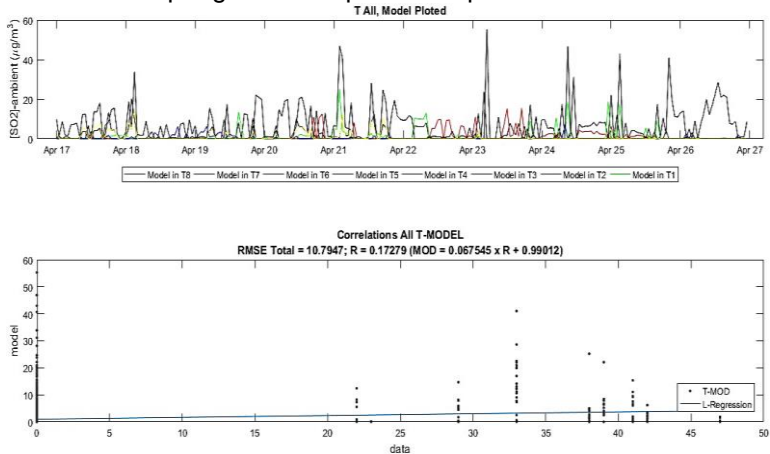 T All, Model Ploted
[SO2]-ambient (μg/m³)
60
40
20
0
Apr 17 Apr 18 Apr 19 Apr 20 Apr 21 Apr 22 Apr 23 Apr 24 Apr 25 Apr 26 Apr 27
Model in T8 Model in T7 Model in T6 Model in T5 Model in T4 Model in T3 Model in T2 Model in T1
Correlations All T-MODEL
RMSE Total = 10.7947; R = 0.17279 (MOD = 0.067545 x R + 0.99012)
model
60
50
40
30
20
10
0
T-MOD
L-Regression
0 5 10 15 20 25 30 35 40 45 50
data